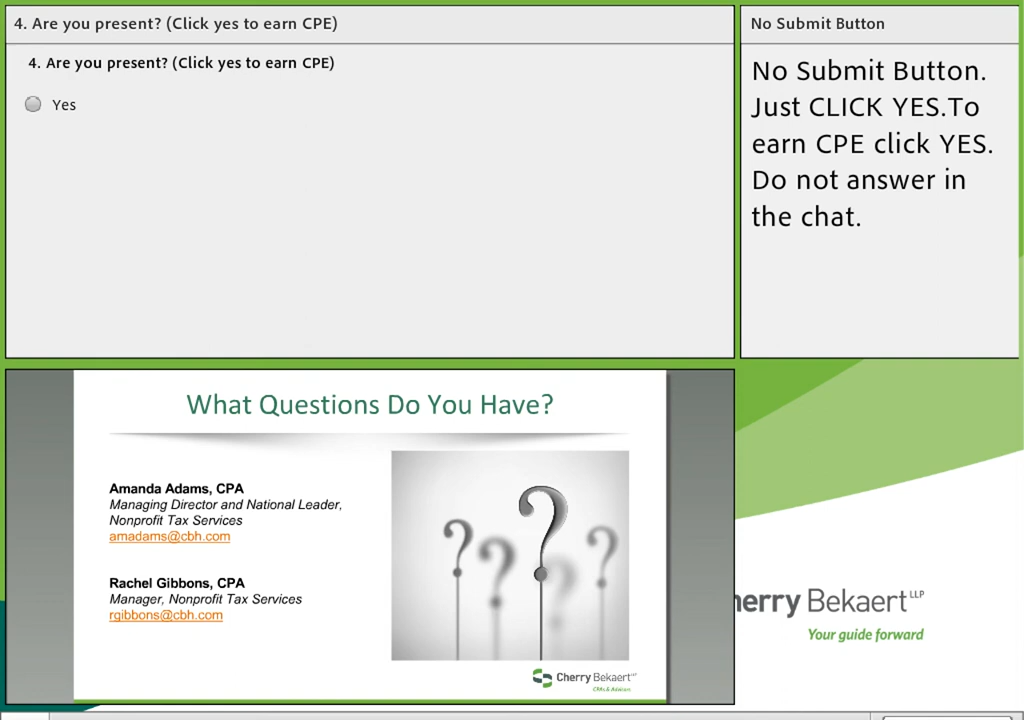 4. Are you present? (Click yes to earn CPE)
4. Are you present? (Click yes to earn CPE)
Yes
No Submit Button
No Submit Button.
Just CLICK YES.To
earn CPE click YES.
Do not answer in
the chat.
What Questions Do You Have?
Amanda Adams, CPA
Managing Director and National Leader,
Nonprofit Tax Services
amadams@cbh.com
Rachel Gibbons, CPA
Manager, Nonprofit Tax Services
rgibbons@cbh.com
? ? ? ? ?
Cherry Bekaert LLP
CPAs & Advisors
herry Bekaert LLP
Your guide forward